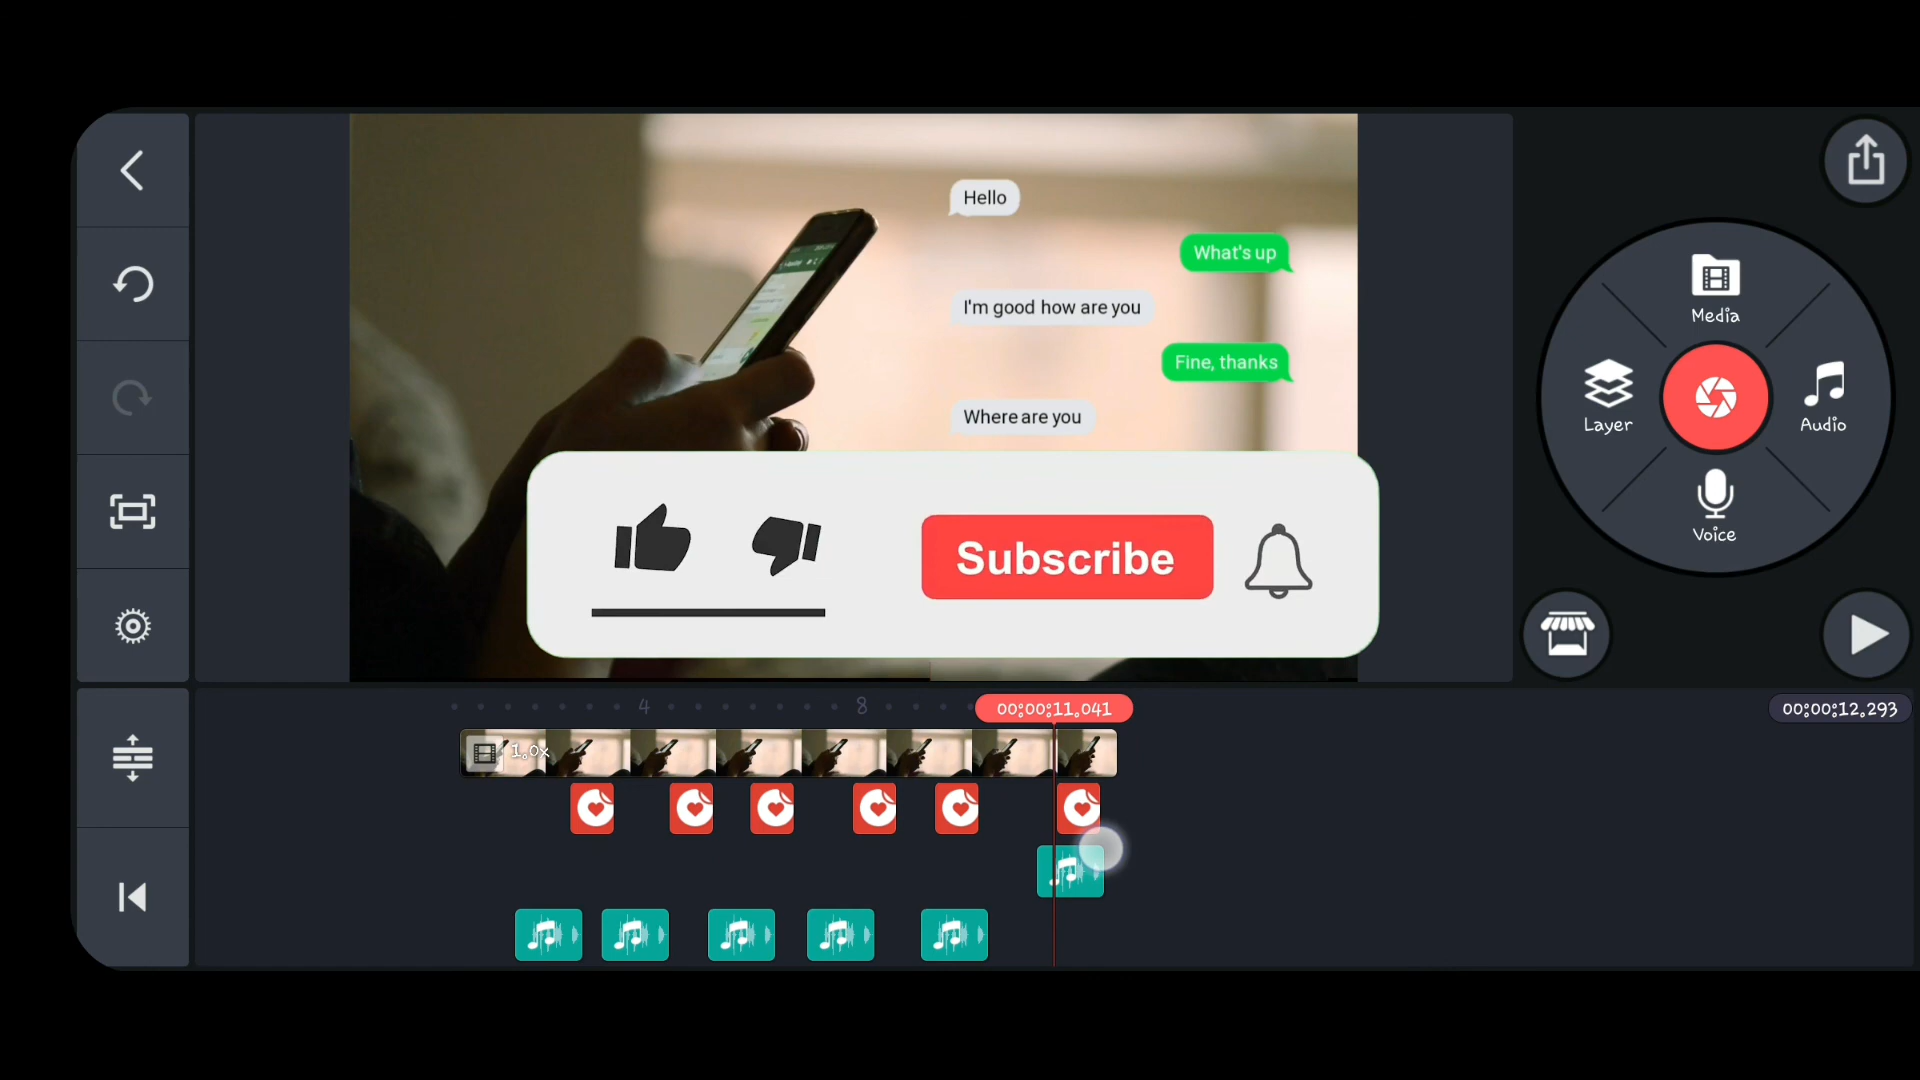 Hello
What's up
I'm good how are you
Fine, thanks
Where are you
Subscribe
Media
Layer
Audio
Voice
4
8
00:00:11.041
00:00:12.293
1.0x